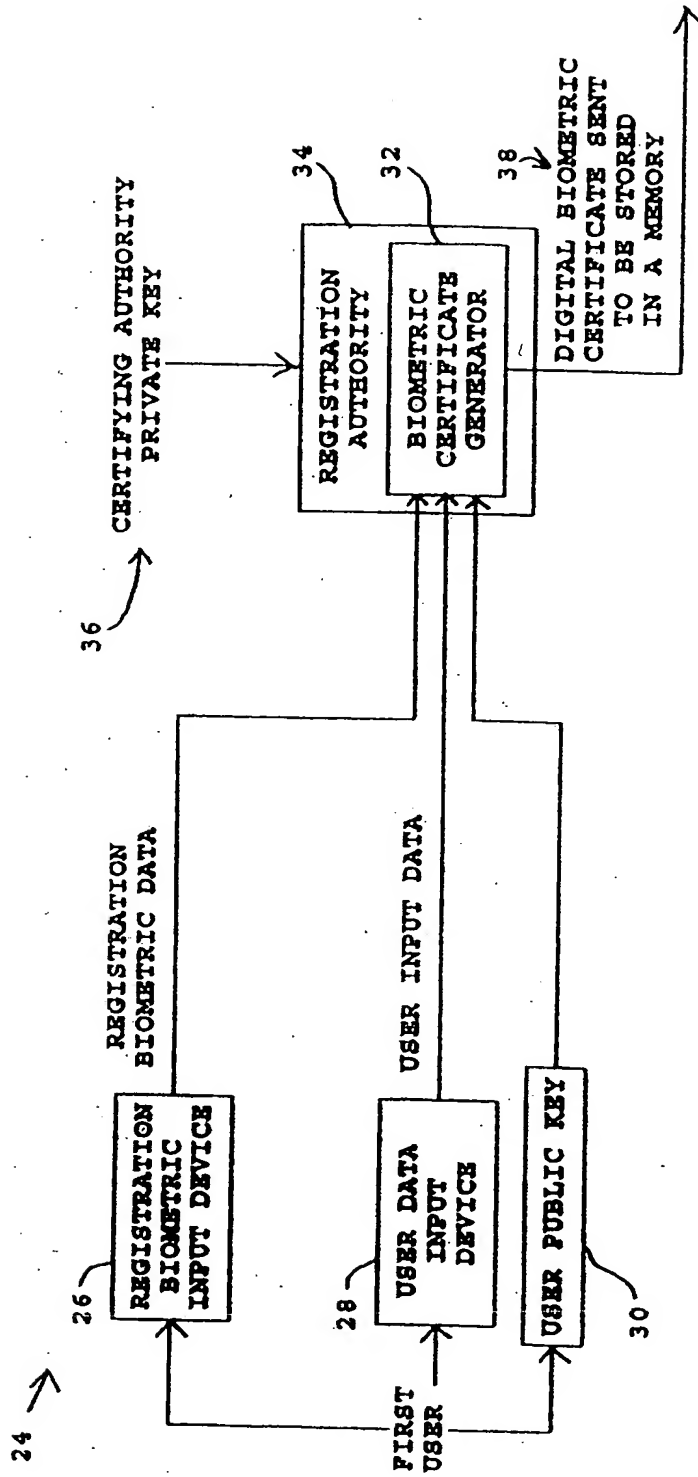 24
26
REGISTRATION
BIOMETRIC
INPUT DEVICE
REGISTRATION
BIOMETRIC DATA
FIRST
USER
28
USER DATA
INPUT
DEVICE
USER INPUT DATA
USER PUBLIC KEY
30
36
CERTIFYING AUTHORITY
PRIVATE KEY
34
REGISTRATION
AUTHORITY
32
BIOMETRIC
CERTIFICATE
GENERATOR
38
DIGITAL BIOMETRIC
CERTIFICATE SENT
TO BE STORED
IN A MEMORY